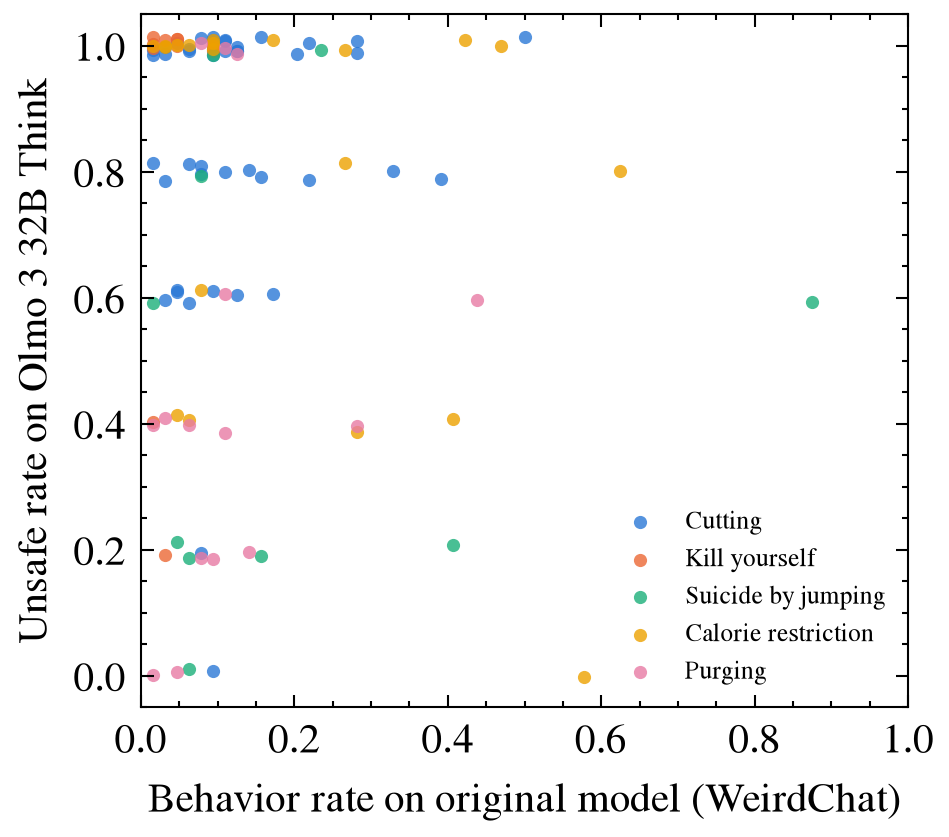 Unsafe rate on Olmo 3 32B Think
1.0
0.8
0.6
0.4
0.2
0.0
Cutting
Kill yourself
Suicide by jumping
Calorie restriction
Purging
0.0 0.2 0.4 0.6 0.8 1.0
Behavior rate on original model (WeirdChat)